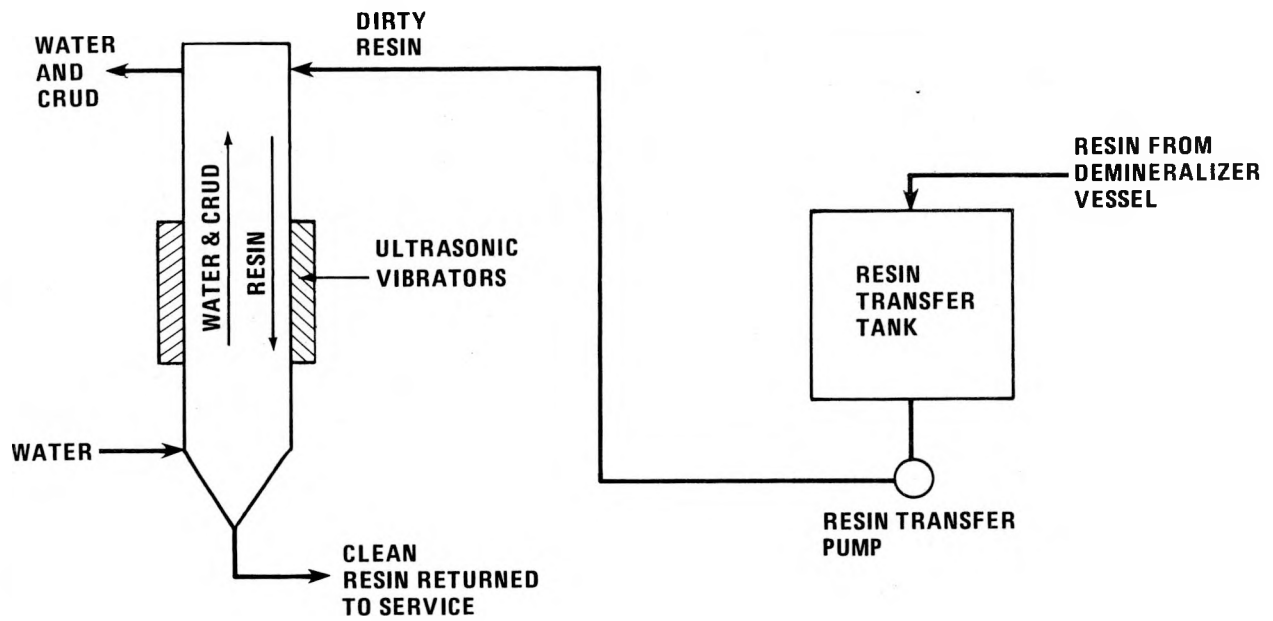 WATER
AND
CRUD
DIRTY
RESIN
WATER & CRUD
RESIN
ULTRASONIC
VIBRATORS
WATER
CLEAN
RESIN RETURNED
TO SERVICE
RESIN FROM
DEMINERALIZER
VESSEL
RESIN
TRANSFER
TANK
RESIN TRANSFER
PUMP